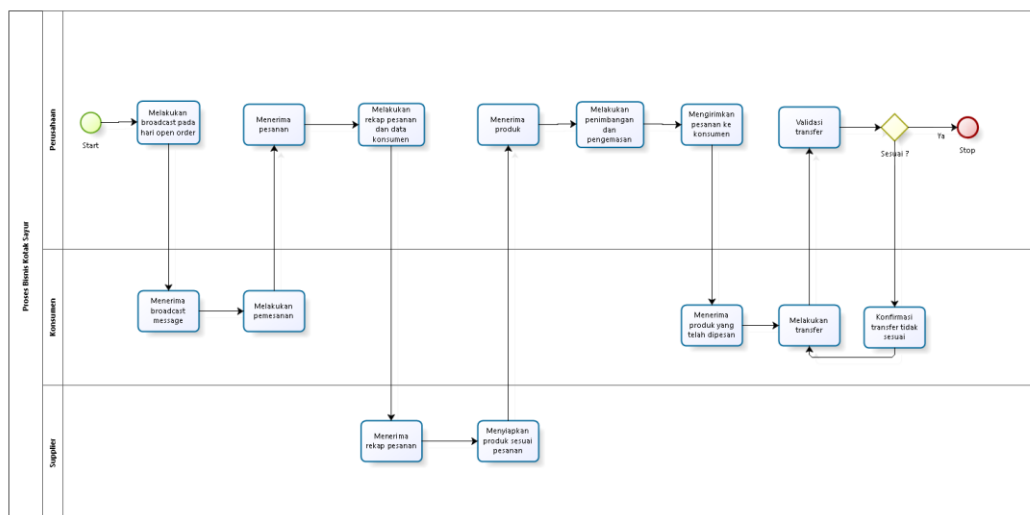 Proses Bisnis Kotak Sayur
Perusahaan
Start
Melakukan
broadcast pada
hari open order
Menerima
pesanan
Melakukan
rekap pesanan
dan data
konsumen
Menerima
produk
Melakukan
penimbangan
dan
pengemasan
Mengirimkan
pesanan ke
konsumen
Validasi
transfer
Sesuai ?
Ya
Stop
Konsumen
Menerima
broadcast
message
Melakukan
pemesanan
Menerima
produk yang
telah dipesan
Melakukan
transfer
Konfirmasi
transfer tidak
sesuai
Supplier
Menerima
rekap pesanan
Menyiapkan
produk sesuai
pesanan